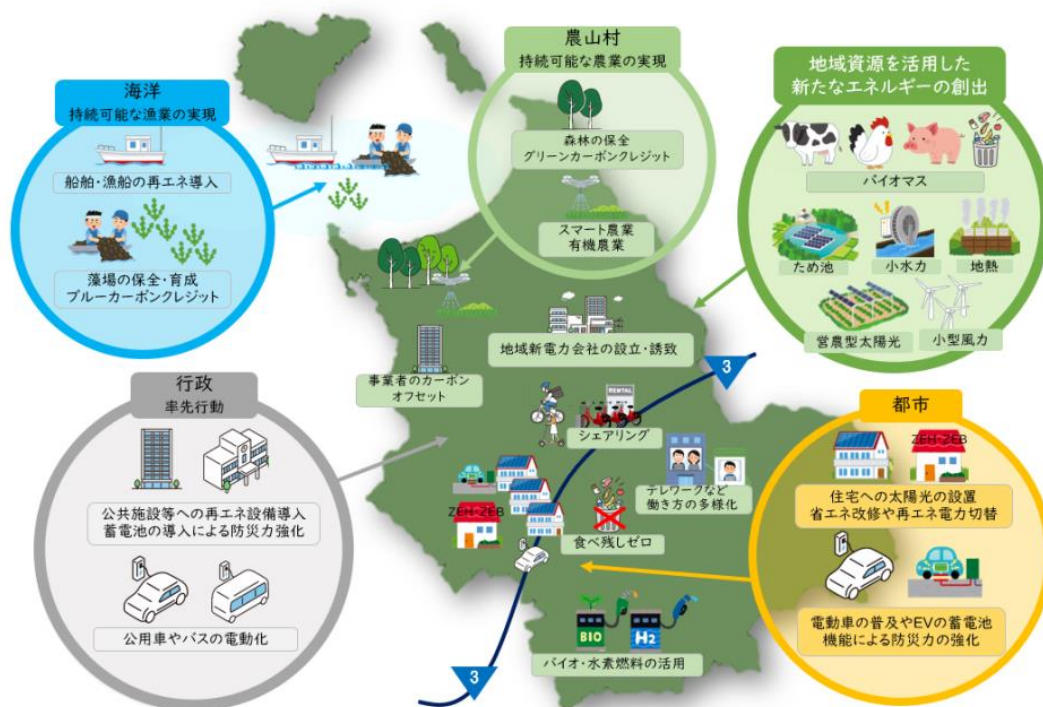 農山村
持続可能な農業の実現
森林の保全
グリーンカーボンクレジット
スマート農業
有機農業
海洋
持続可能な漁業の実現
船舶・漁船の再エネ導入
藻場の保全・育成
ブルーカーボンクレジット
地域資源を活用した
新たなエネルギーの創出
バイオマス
ため池
小水力
地熱
営農型太陽光
小型風力
地域新電力会社の設立・誘致
事業者のカーボン
オフセット
3
RENTAL
シェアリング
テレワークなど
働き方の多様化
ZEH・ZEB
食べ残しゼロ
BIO
H2
バイオ・水素燃料の活用
3
行政
率先行動
公共施設等への再エネ設備導入
蓄電池の導入による防災力強化
公用車やバスの電動化
都市
ZEH・ZEB
住宅への太陽光の設置
省エネ改修や再エネ電力切替
電動車の普及やEVの蓄電池
機能による防災力の強化